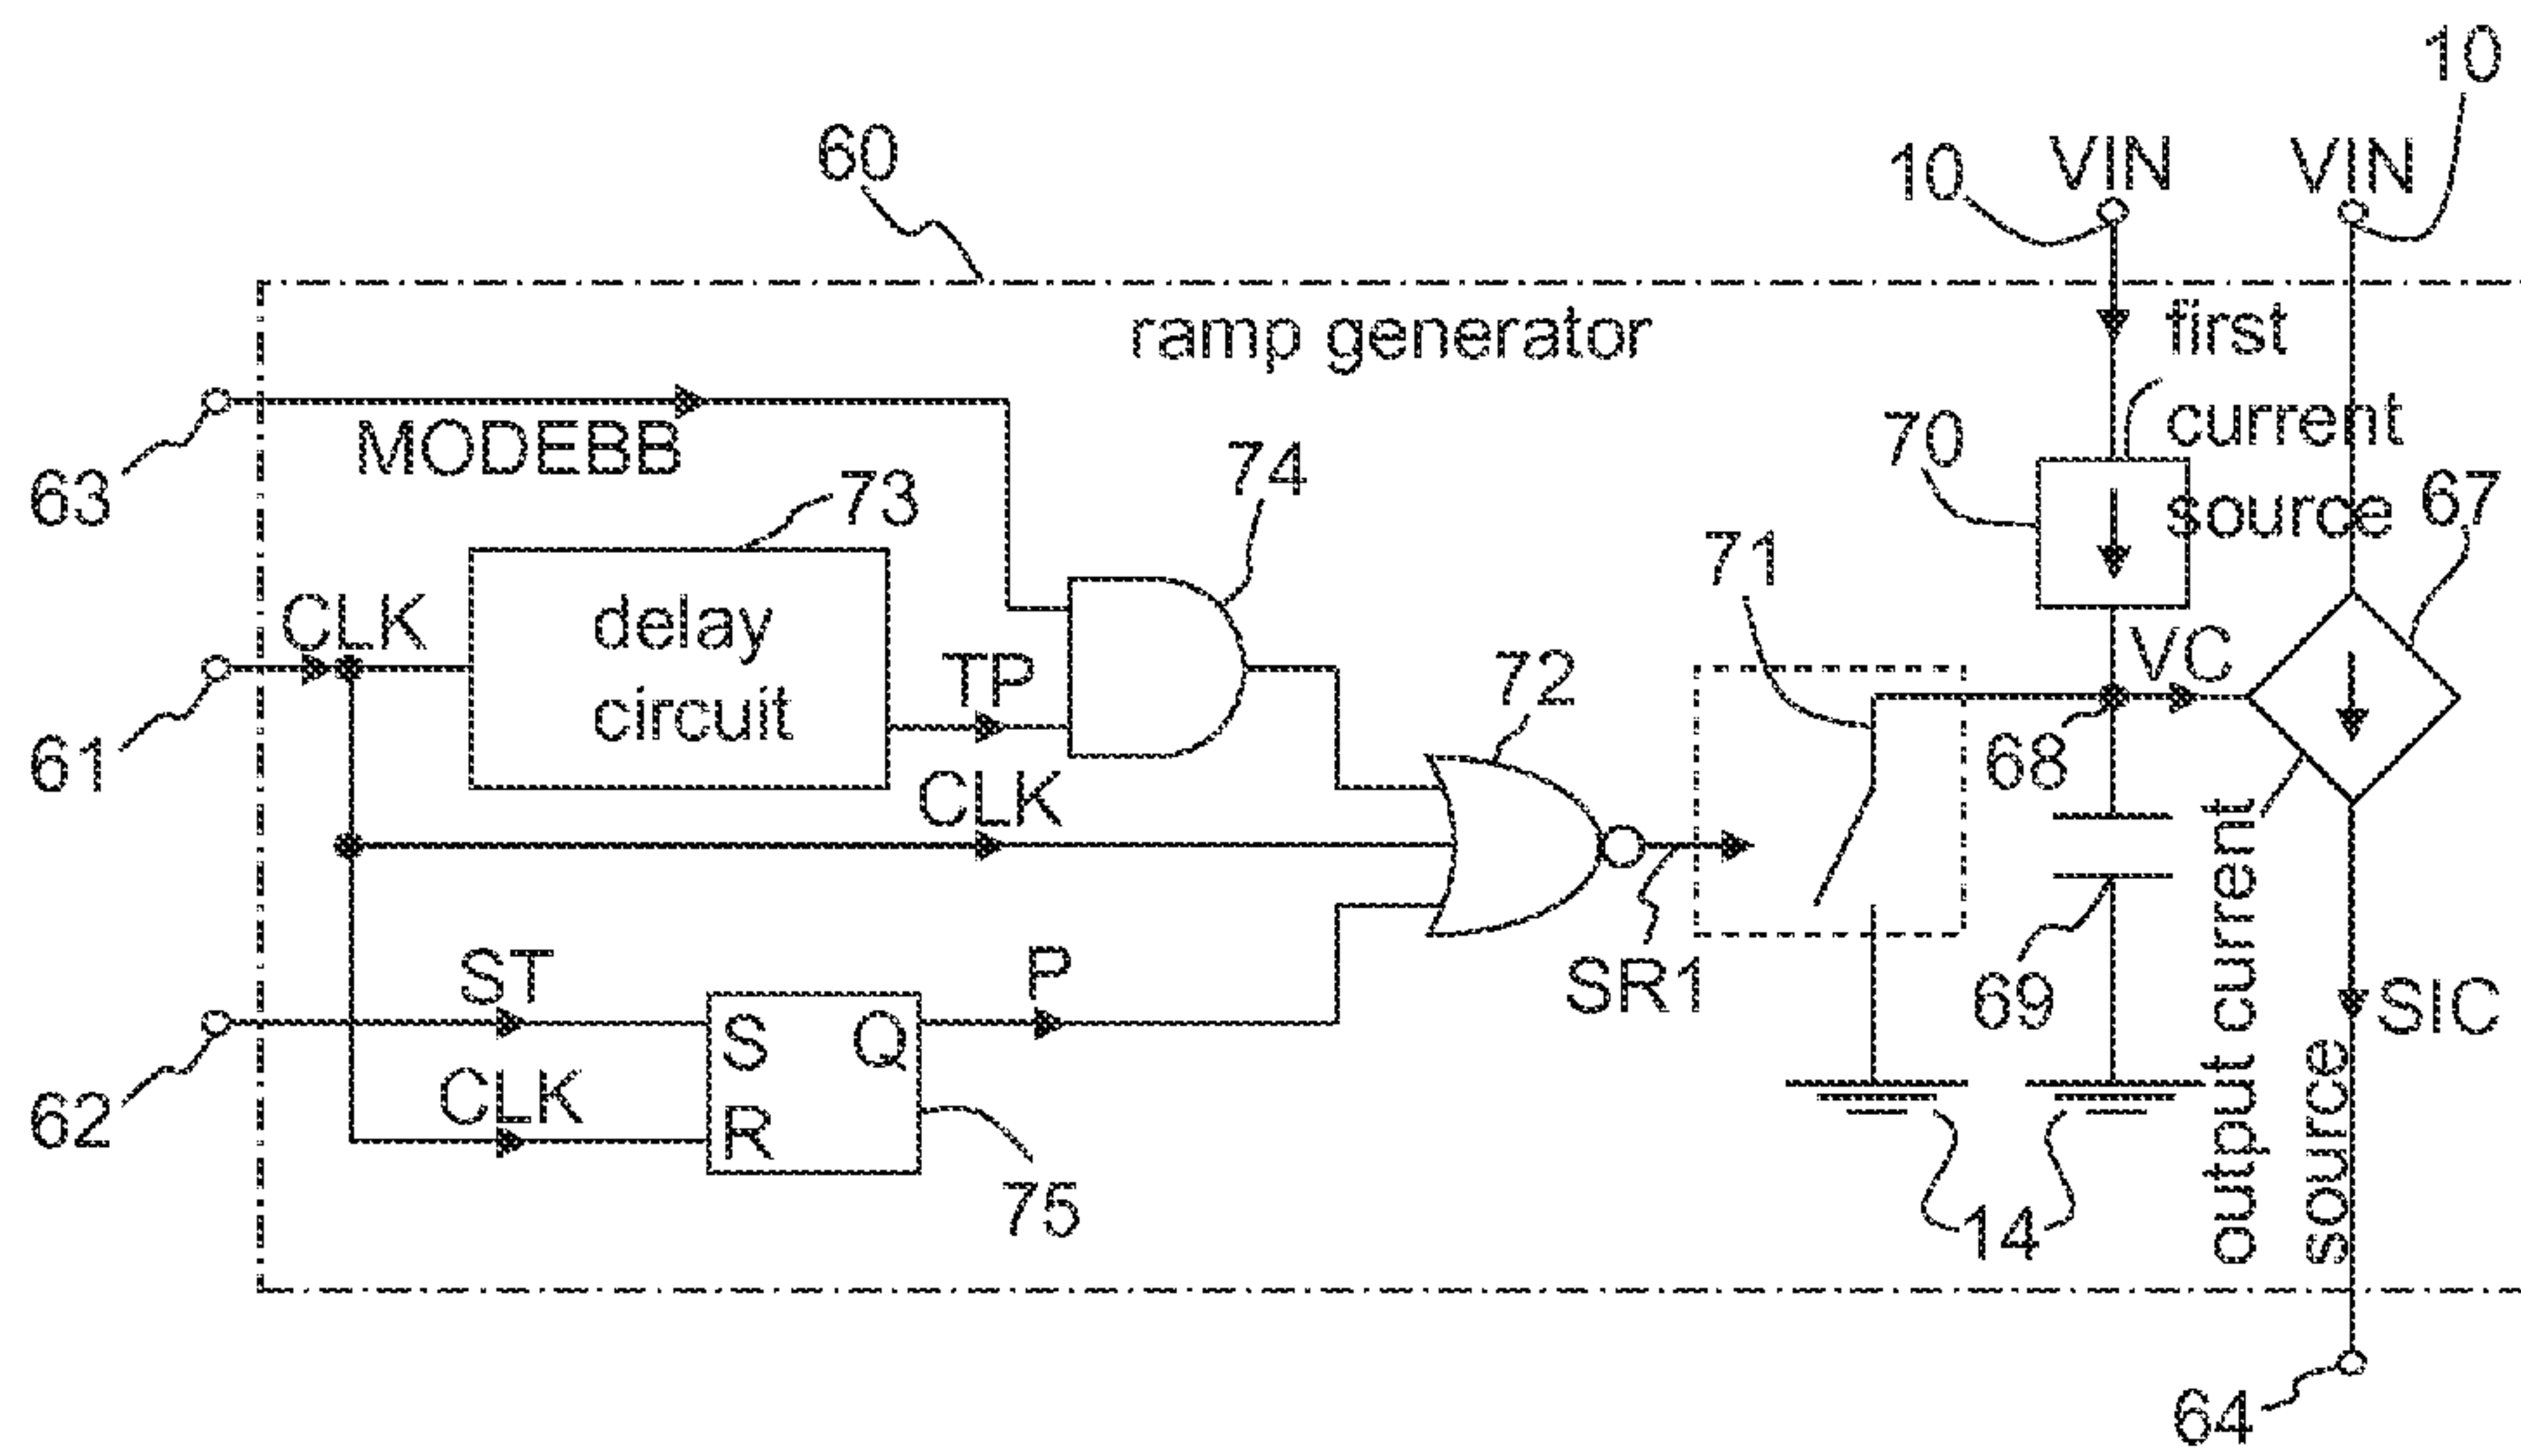 10
60
10
VIN
VIN
ramp generator
first
current
source
70
67
63
MODEBB
73
74
71
CLK
delay
circuit
TP
72
VC
61
CLK
68
ST
P
SR1
69
output current
source
SIC
S
Q
R
62
CLK
75
14
64